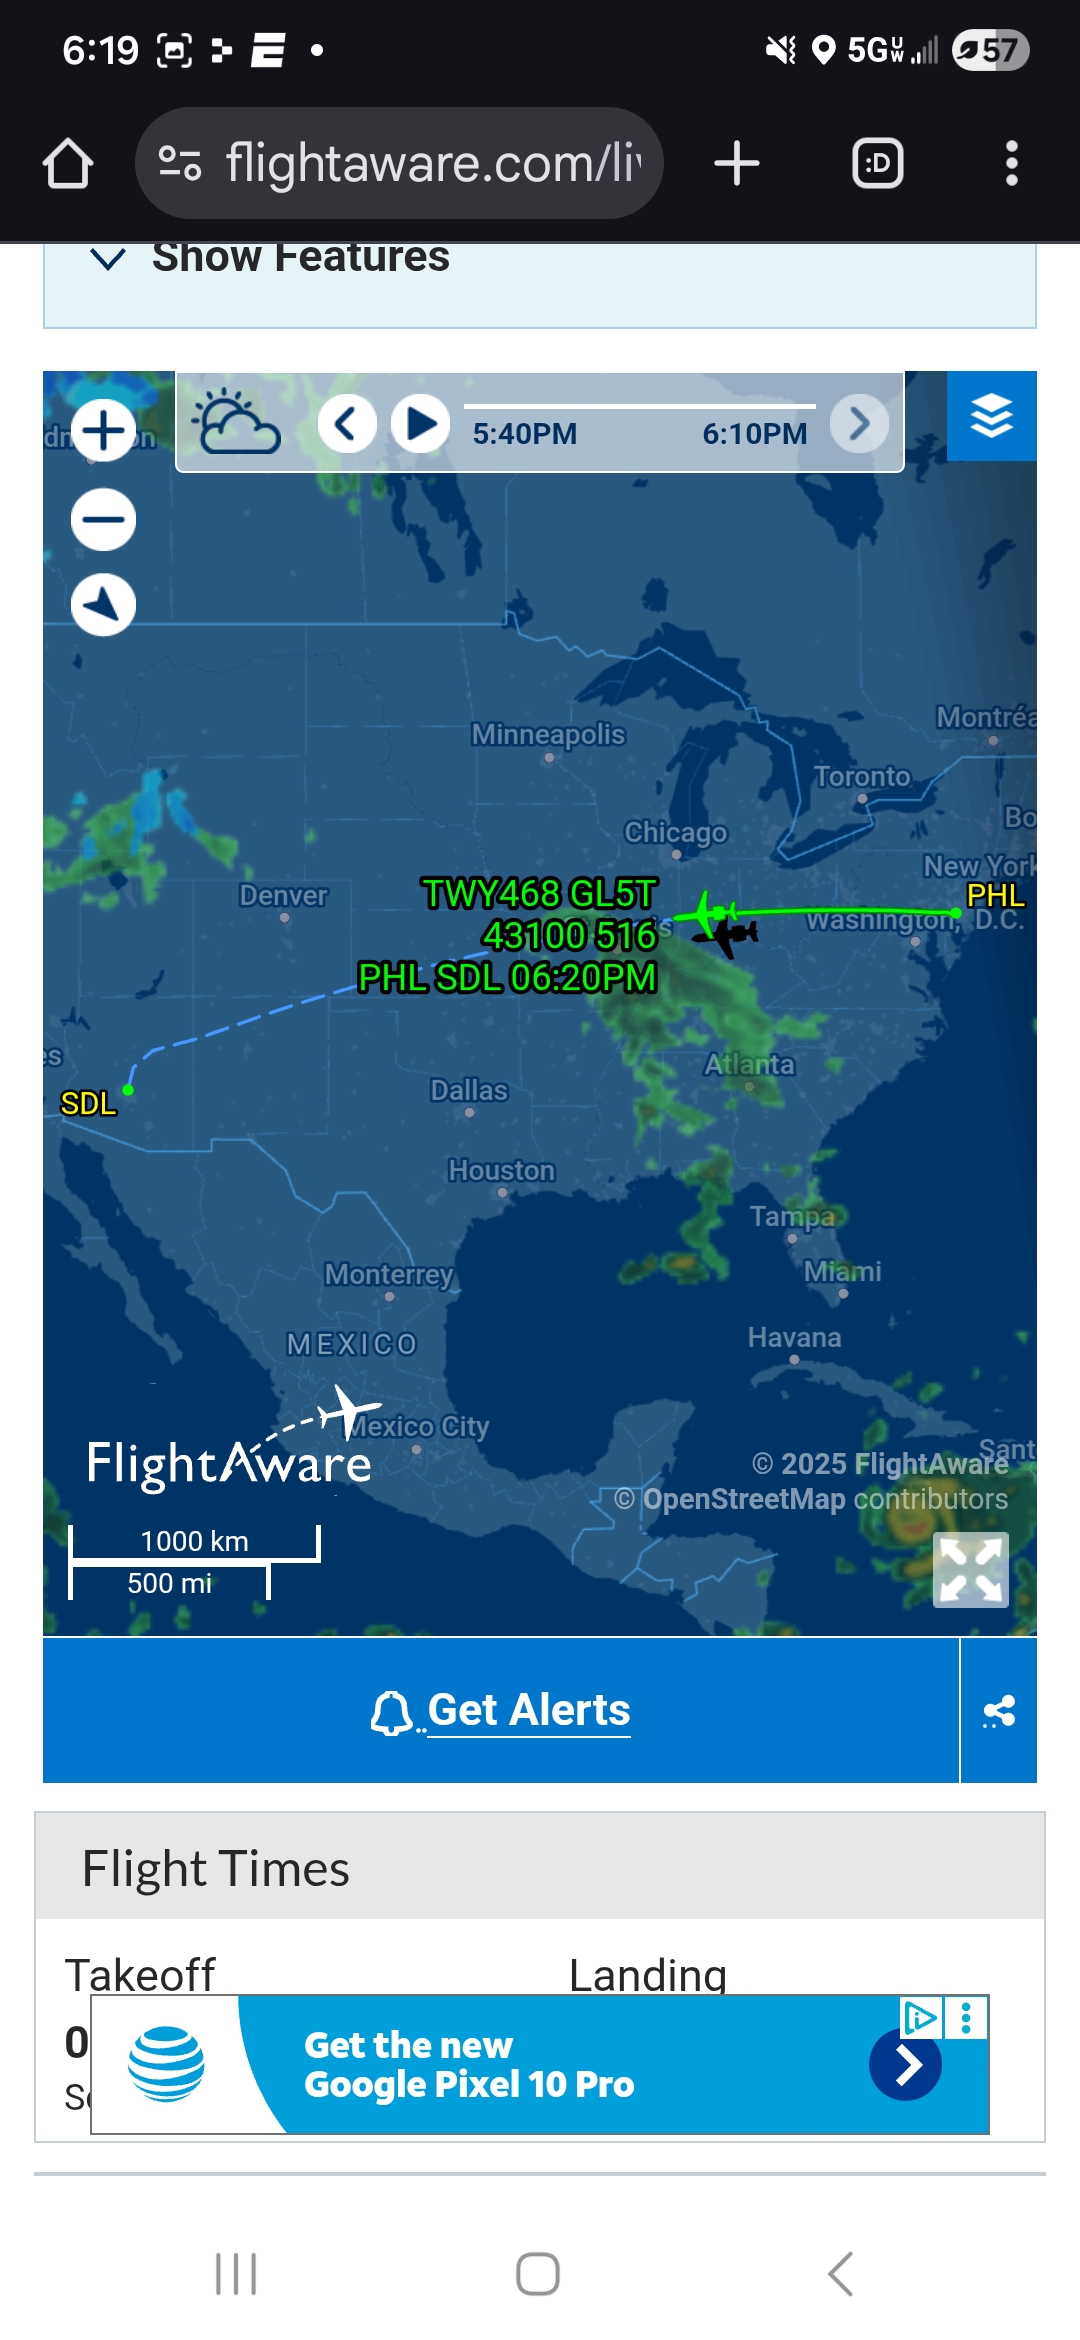 6:19
5G UW
57
flightaware.com/li
:D
Show Features
5:40PM
6:10PM
Minneapolis
Montréa
Toronto
Chicago
Bo
New York
Denver
TWY468 GL5T
PHL
43100 516
Washington, D.C.
PHL SDL 06:20PM
es
Atlanta
SDL
Dallas
Houston
Tampa
Monterrey
Miami
Havana
MEXICO
Mexico City
FlightAware
Sant
© 2025 FlightAware
© OpenStreetMap contributors
1000 km
500 mi
Get Alerts
Flight Times
Takeoff
Landing
0
Get the new
Google Pixel 10 Pro